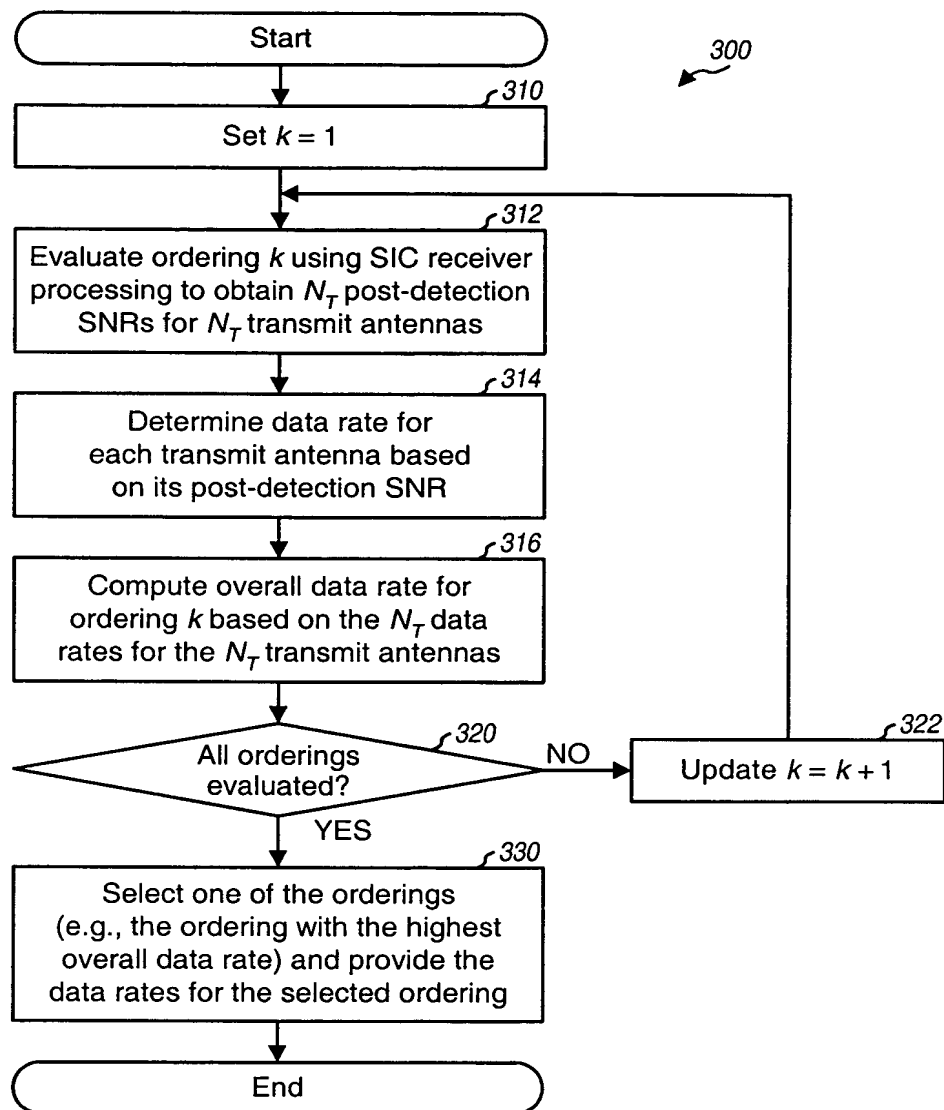 Start
300
310
Set k = 1
312
Evaluate ordering k using SIC receiver
processing to obtain N_T post-detection
SNRs for N_T transmit antennas
314
Determine data rate for
each transmit antenna based
on its post-detection SNR
316
Compute overall data rate for
ordering k based on the N_T data
rates for the N_T transmit antennas
320
All orderings
evaluated?
NO
322
Update k = k + 1
YES
330
Select one of the orderings
(e.g., the ordering with the highest
overall data rate) and provide the
data rates for the selected ordering
End